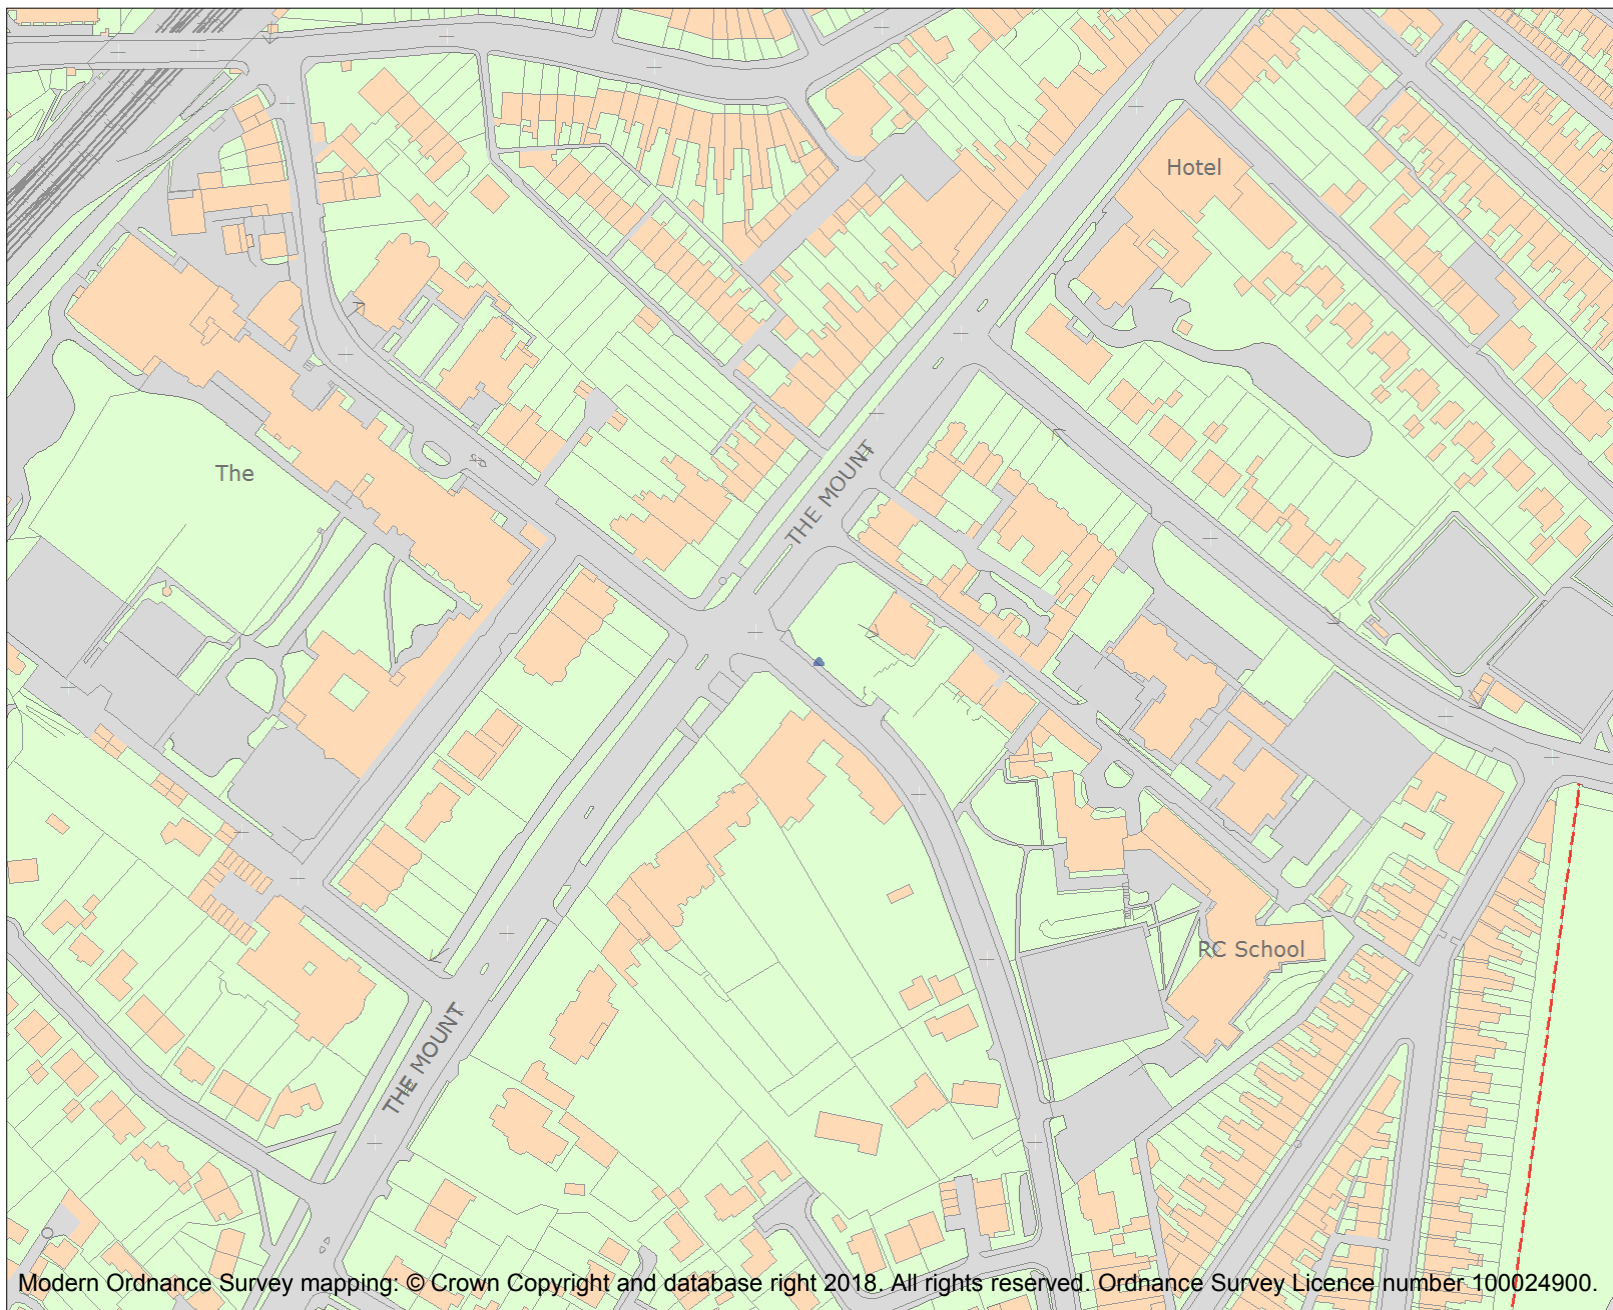 Hotel
THE MOUNT
The
RC School
THE MOUNT
Modern Ordnance Survey mapping: © Crown Copyright and database right 2018. All rights reserved. Ordnance Survey Licence number 100024900.